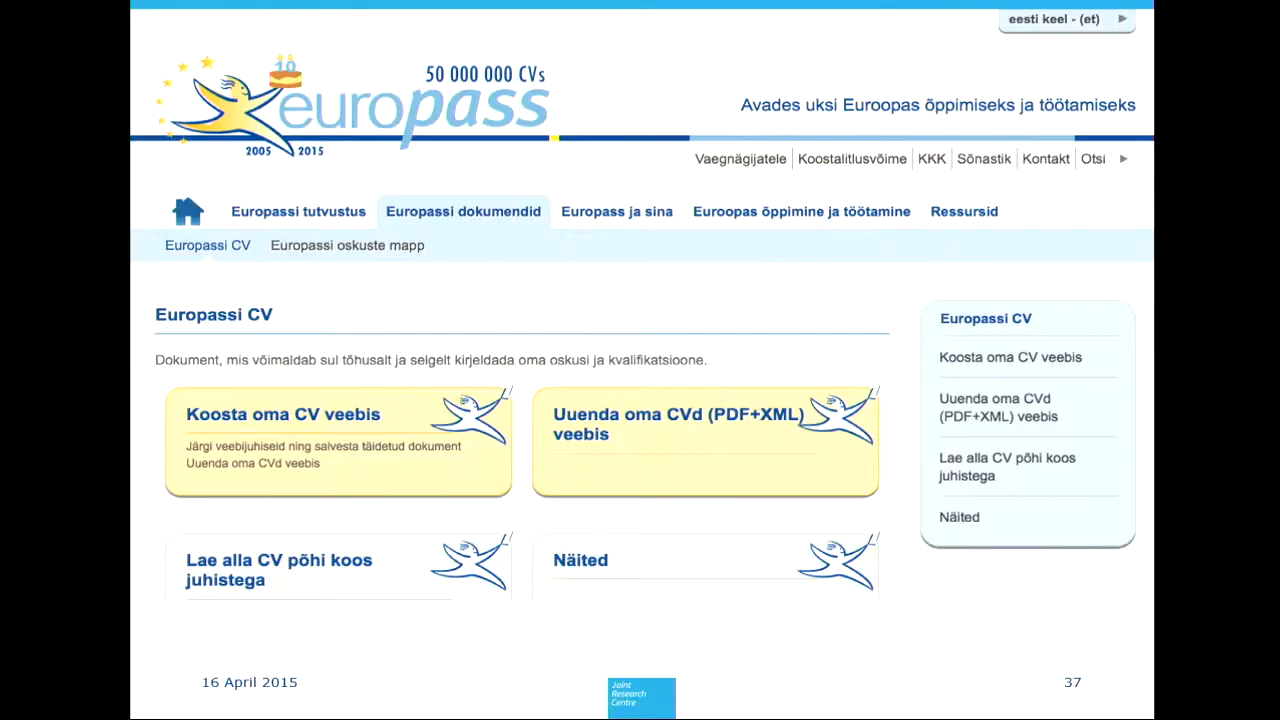 eesti keel - (et)
10
50 000 000 CVs
europass
2005 2015
Avades uksi Euroopas õppimiseks ja töötamiseks
Vaegnägijatele Koostalitlusvõime KKK Sõnastik Kontakt Otsi
Europassi tutvustus Europassi dokumendid Europass ja sina Euroopas õppimine ja töötamine Ressursid
Europassi CV Europassi oskuste mapp
Europassi CV
Dokument, mis võimaldab sul tõhusalt ja selgelt kirjeldada oma oskusi ja kvalifikatsioone.
Koosta oma CV veebis
Järgi veebijuhiseid ning salvesta täidetud dokument
Uuenda oma CVd veebis
Uuenda oma CVd (PDF+XML)
veebis
Lae alla CV põhi koos
juhistega
Näited
Europassi CV
Koosta oma CV veebis
Uuenda oma CVd
(PDF+XML) veebis
Lae alla CV põhi koos
juhistega
Näited
16 April 2015
Joint
Research
Centre
37